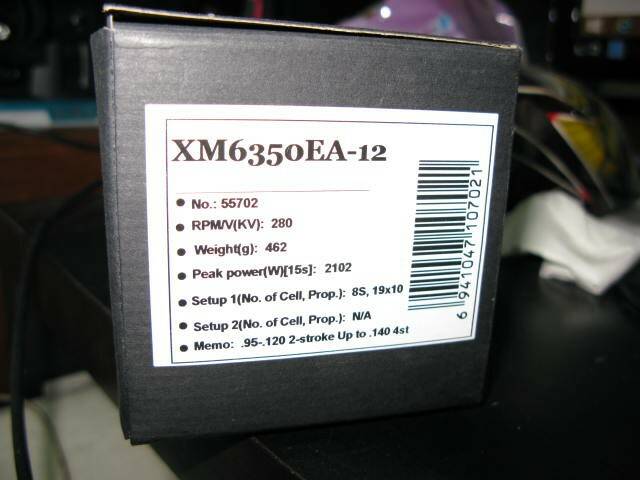 XM6350EA-12
No.: 55702
RPM/V(KV): 280
Weight(g): 462
Peak power(W)[15s]: 2102
Setup 1(No. of Cell, Prop.): 8S, 19x10
Setup 2(No. of Cell, Prop.): N/A
Memo: .95-.120 2-stroke Up to .140 4st
6 941047 107021